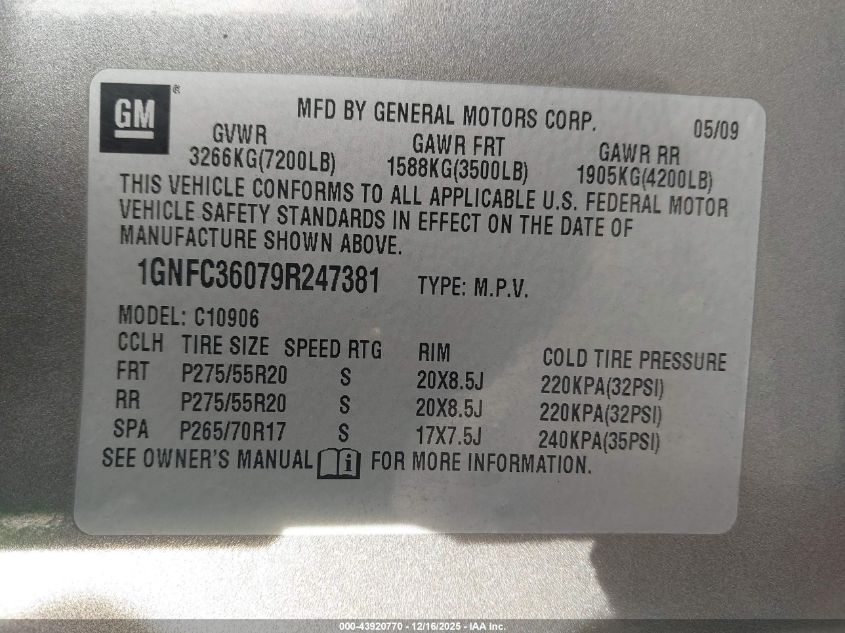 GM ®
MFD BY GENERAL MOTORS CORP. 05/09
GVWR GAWR FRT GAWR RR
3266KG(7200LB) 1588KG(3500LB) 1905KG(4200LB)
THIS VEHICLE CONFORMS TO ALL APPLICABLE U.S. FEDERAL MOTOR
VEHICLE SAFETY STANDARDS IN EFFECT ON THE DATE OF
MANUFACTURE SHOWN ABOVE.
1GNFC36079R247381 TYPE: M.P.V.
MODEL: C10906
CCLH TIRE SIZE SPEED RTG RIM COLD TIRE PRESSURE
FRT P275/55R20 S 20X8.5J 220KPA(32PSI)
RR P275/55R20 S 20X8.5J 220KPA(32PSI)
SPA P265/70R17 S 17X7.5J 240KPA(35PSI)
SEE OWNER'S MANUAL i FOR MORE INFORMATION.
000-43920770 - 12/16/2025 - IAA Inc.